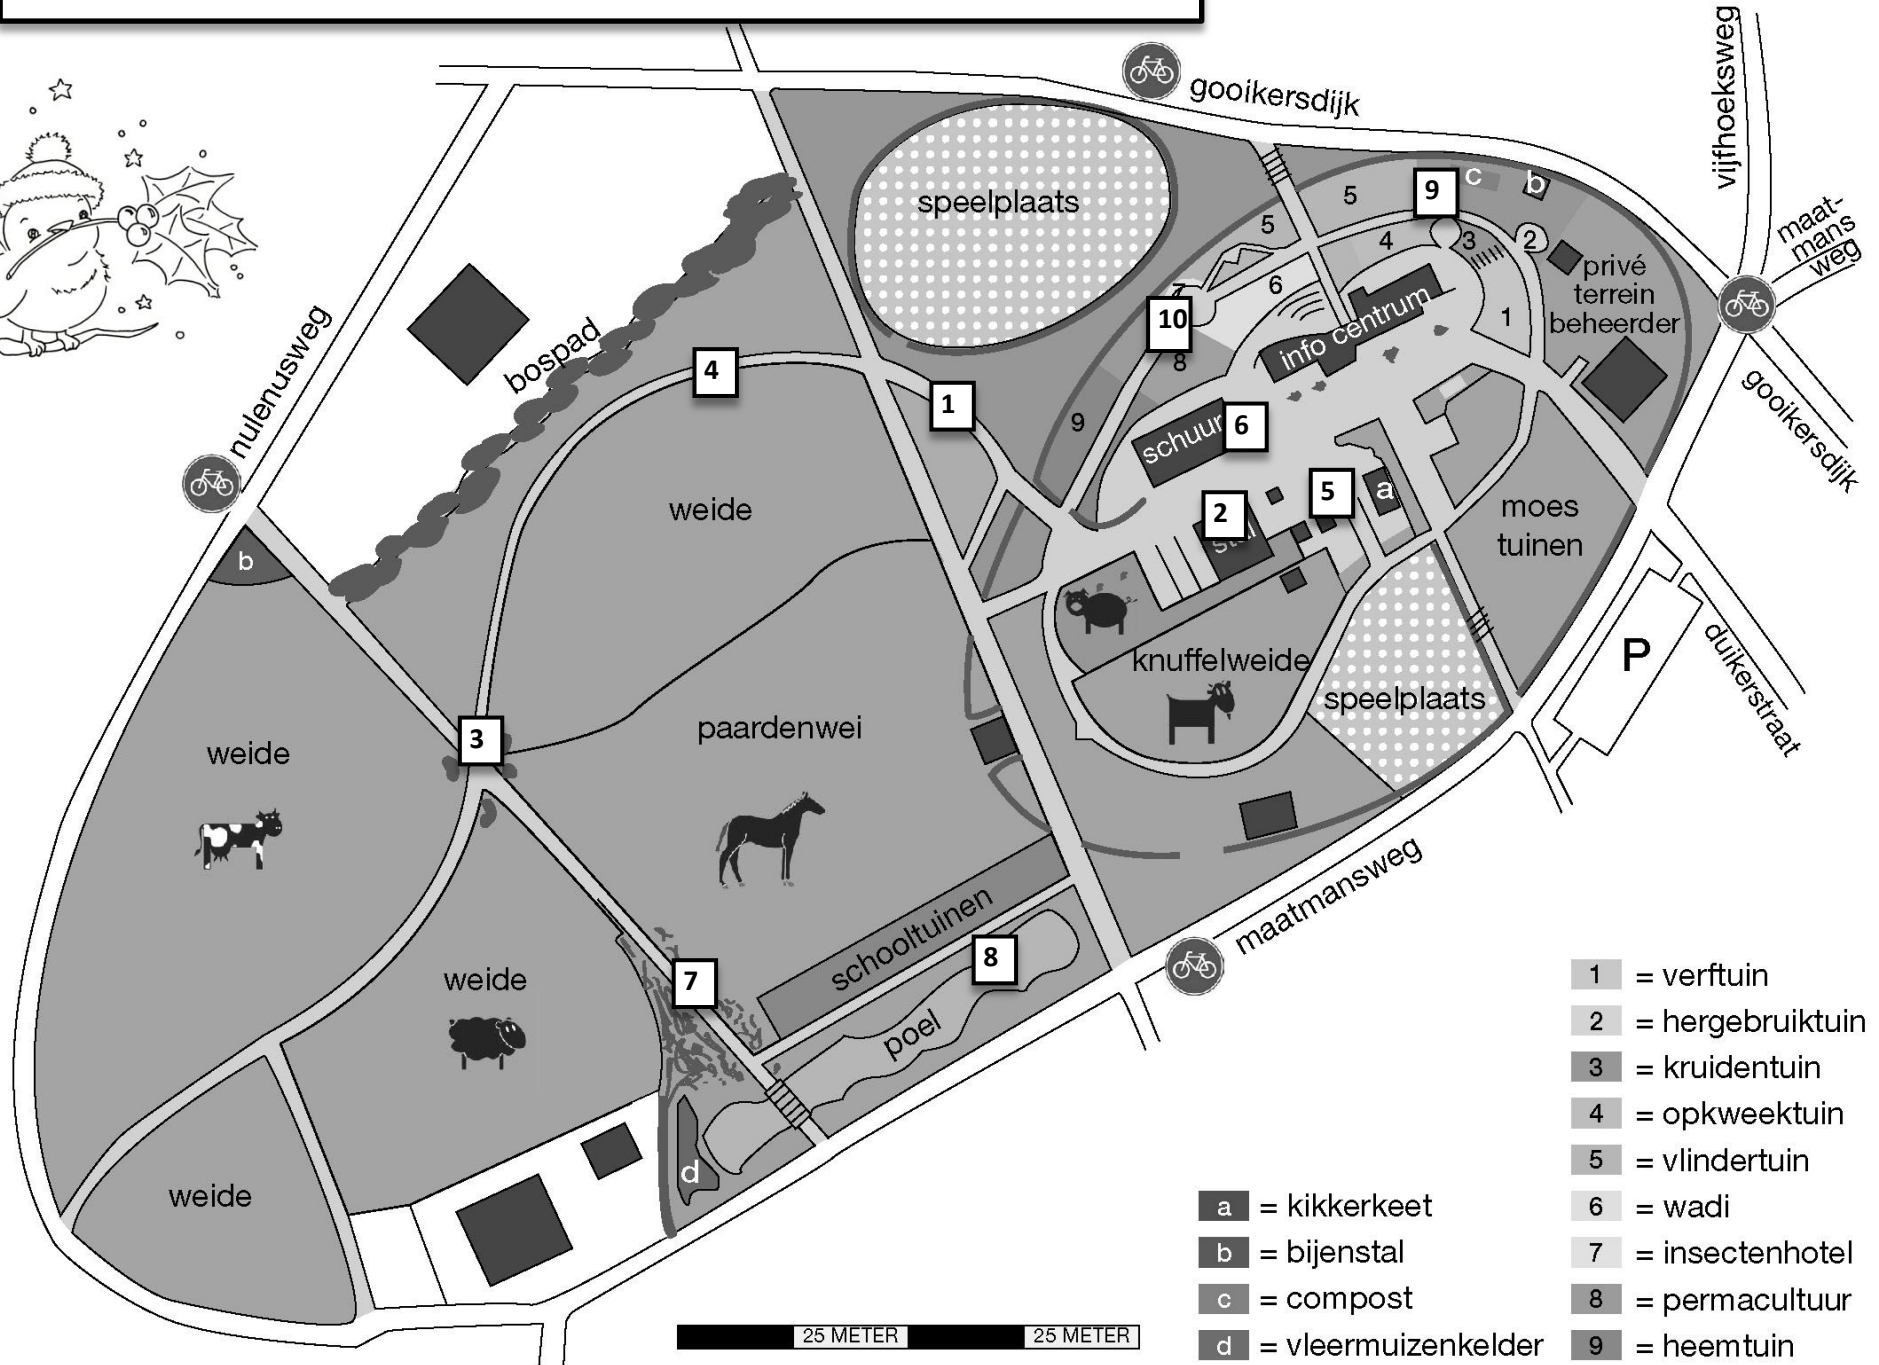 gooikersdijk
vijfhoeksweg
maat-
mans
weg
speelplaats
5
9
c
b
5
4
3
2
privé
terrein
beheerder
6
7
10
1
info centrum
8
nulenusweg
bospad
4
1
9
schuur
6
gooikersdijk
weide
2
5
a
moes
tuinen
b
P
duikerstraat
knuffelweide
speelplaats
3
weide
paardenwei
maatmansweg
schooltuinen
weide
7
8
poel
d
weide
1 = verftuin
2 = hergebruiktuin
3 = kruidentuin
4 = opkweektuin
5 = vlindertuin
6 = wadi
7 = insectenhotel
8 = permacultuur
9 = heemtuin
a = kikkerkeet
b = bijenstal
c = compost
d = vleermuizenkelder
25 METER
25 METER